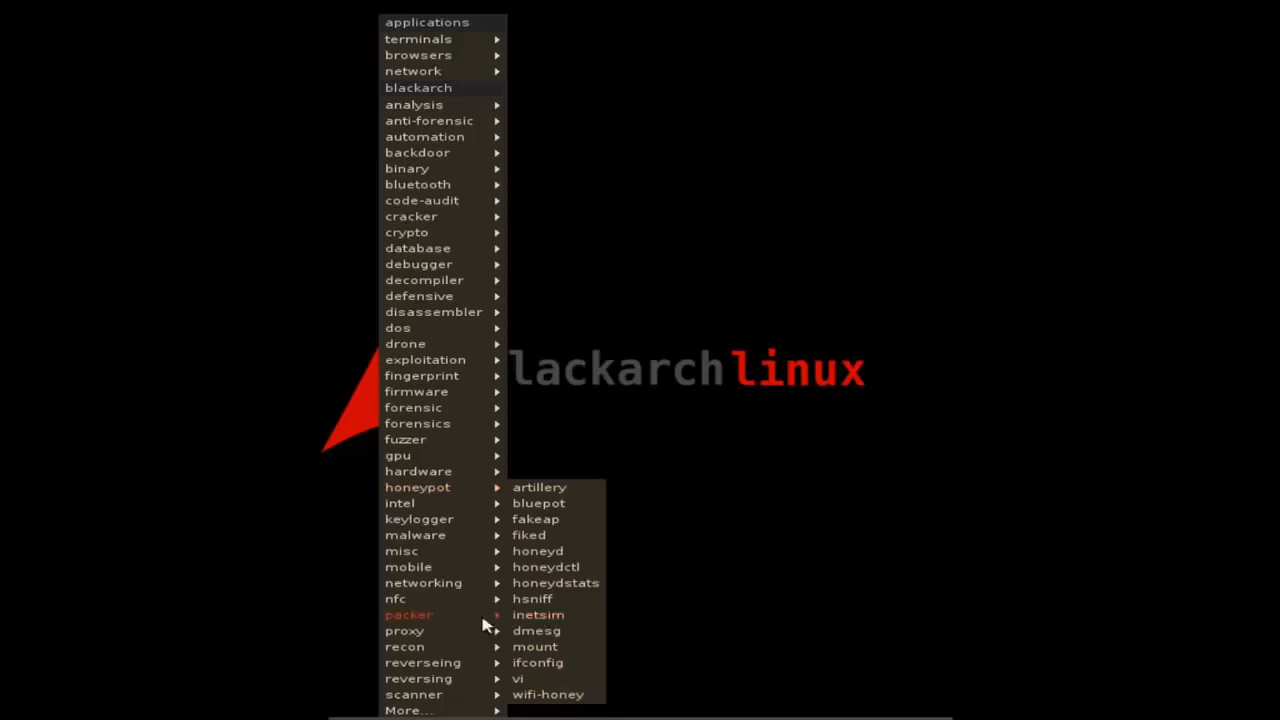 applications
terminals
browsers
network
blackarch
analysis
anti-forensic
automation
backdoor
binary
bluetooth
code-audit
cracker
crypto
database
debugger
decompiler
defensive
disassembler
dos
drone
exploitation
fingerprint
firmware
forensic
forensics
fuzzer
gpu
hardware
honeypot
intel
keylogger
malware
misc
mobile
networking
nfc
packer
proxy
recon
reverseing
reversing
scanner
More...
artillery
bluepot
fakeap
fiked
honeyd
honeydctl
honeydstats
hsniff
inetsim
dmesg
mount
ifconfig
vi
wifi-honey
lackarchlinux